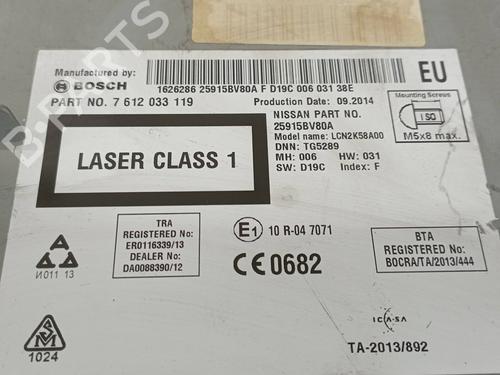 B-PARTS
Manufactured by:
BOSCH
1626286 25915BV80A F D19C 006 031 38E
EU
PART NO. 7 612 033 119
Production Date 09.2014
NISSAN PART NO.
25915BV80A
Model name: LCN2K58A00
DNN: TG5289
MH: 006 HW: 031
SW: D19C Index: F
Mounting Screws
ISO
M5x8 max.
LASER CLASS 1
TRA
REGISTERED No:
ER0116339/13
DEALER No:
DA0088390/12
E1 10 R-04 7071
CE 0682
BTA
REGISTERED No:
BOCRA/TA/2013/444
И011 13
1024
ICASA
TA-2013/892